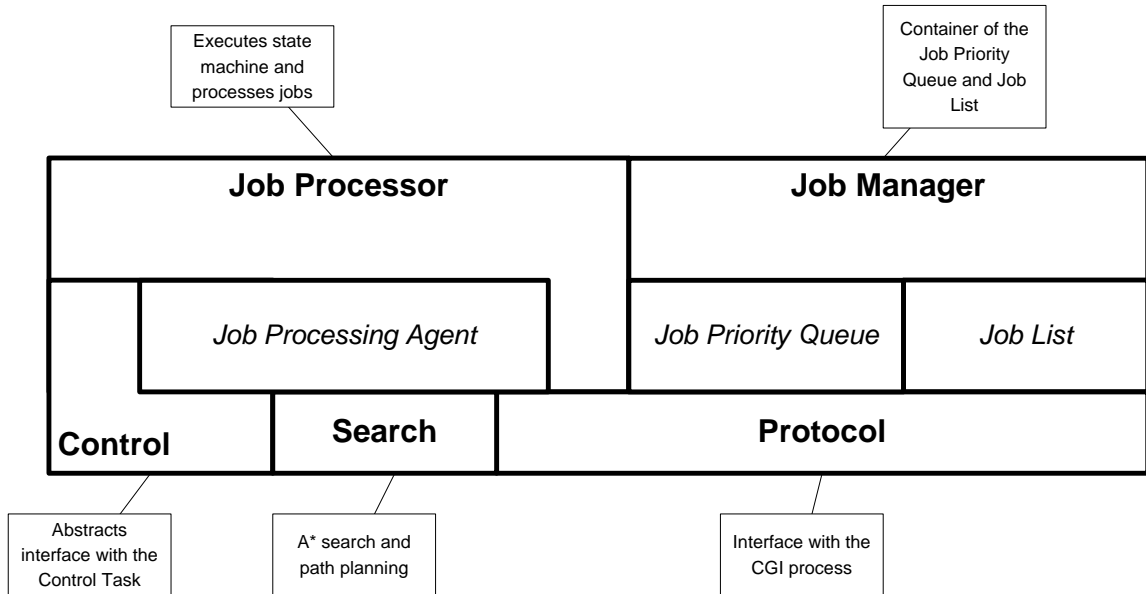 Executes state
machine and
processes jobs
Container of the
Job Priority
Queue and Job
List
Job Processor
Job Manager
Job Processing Agent
Job Priority Queue
Job List
Control
Search
Protocol
Abstracts
interface with the
Control Task
A* search and
path planning
Interface with the
CGI process